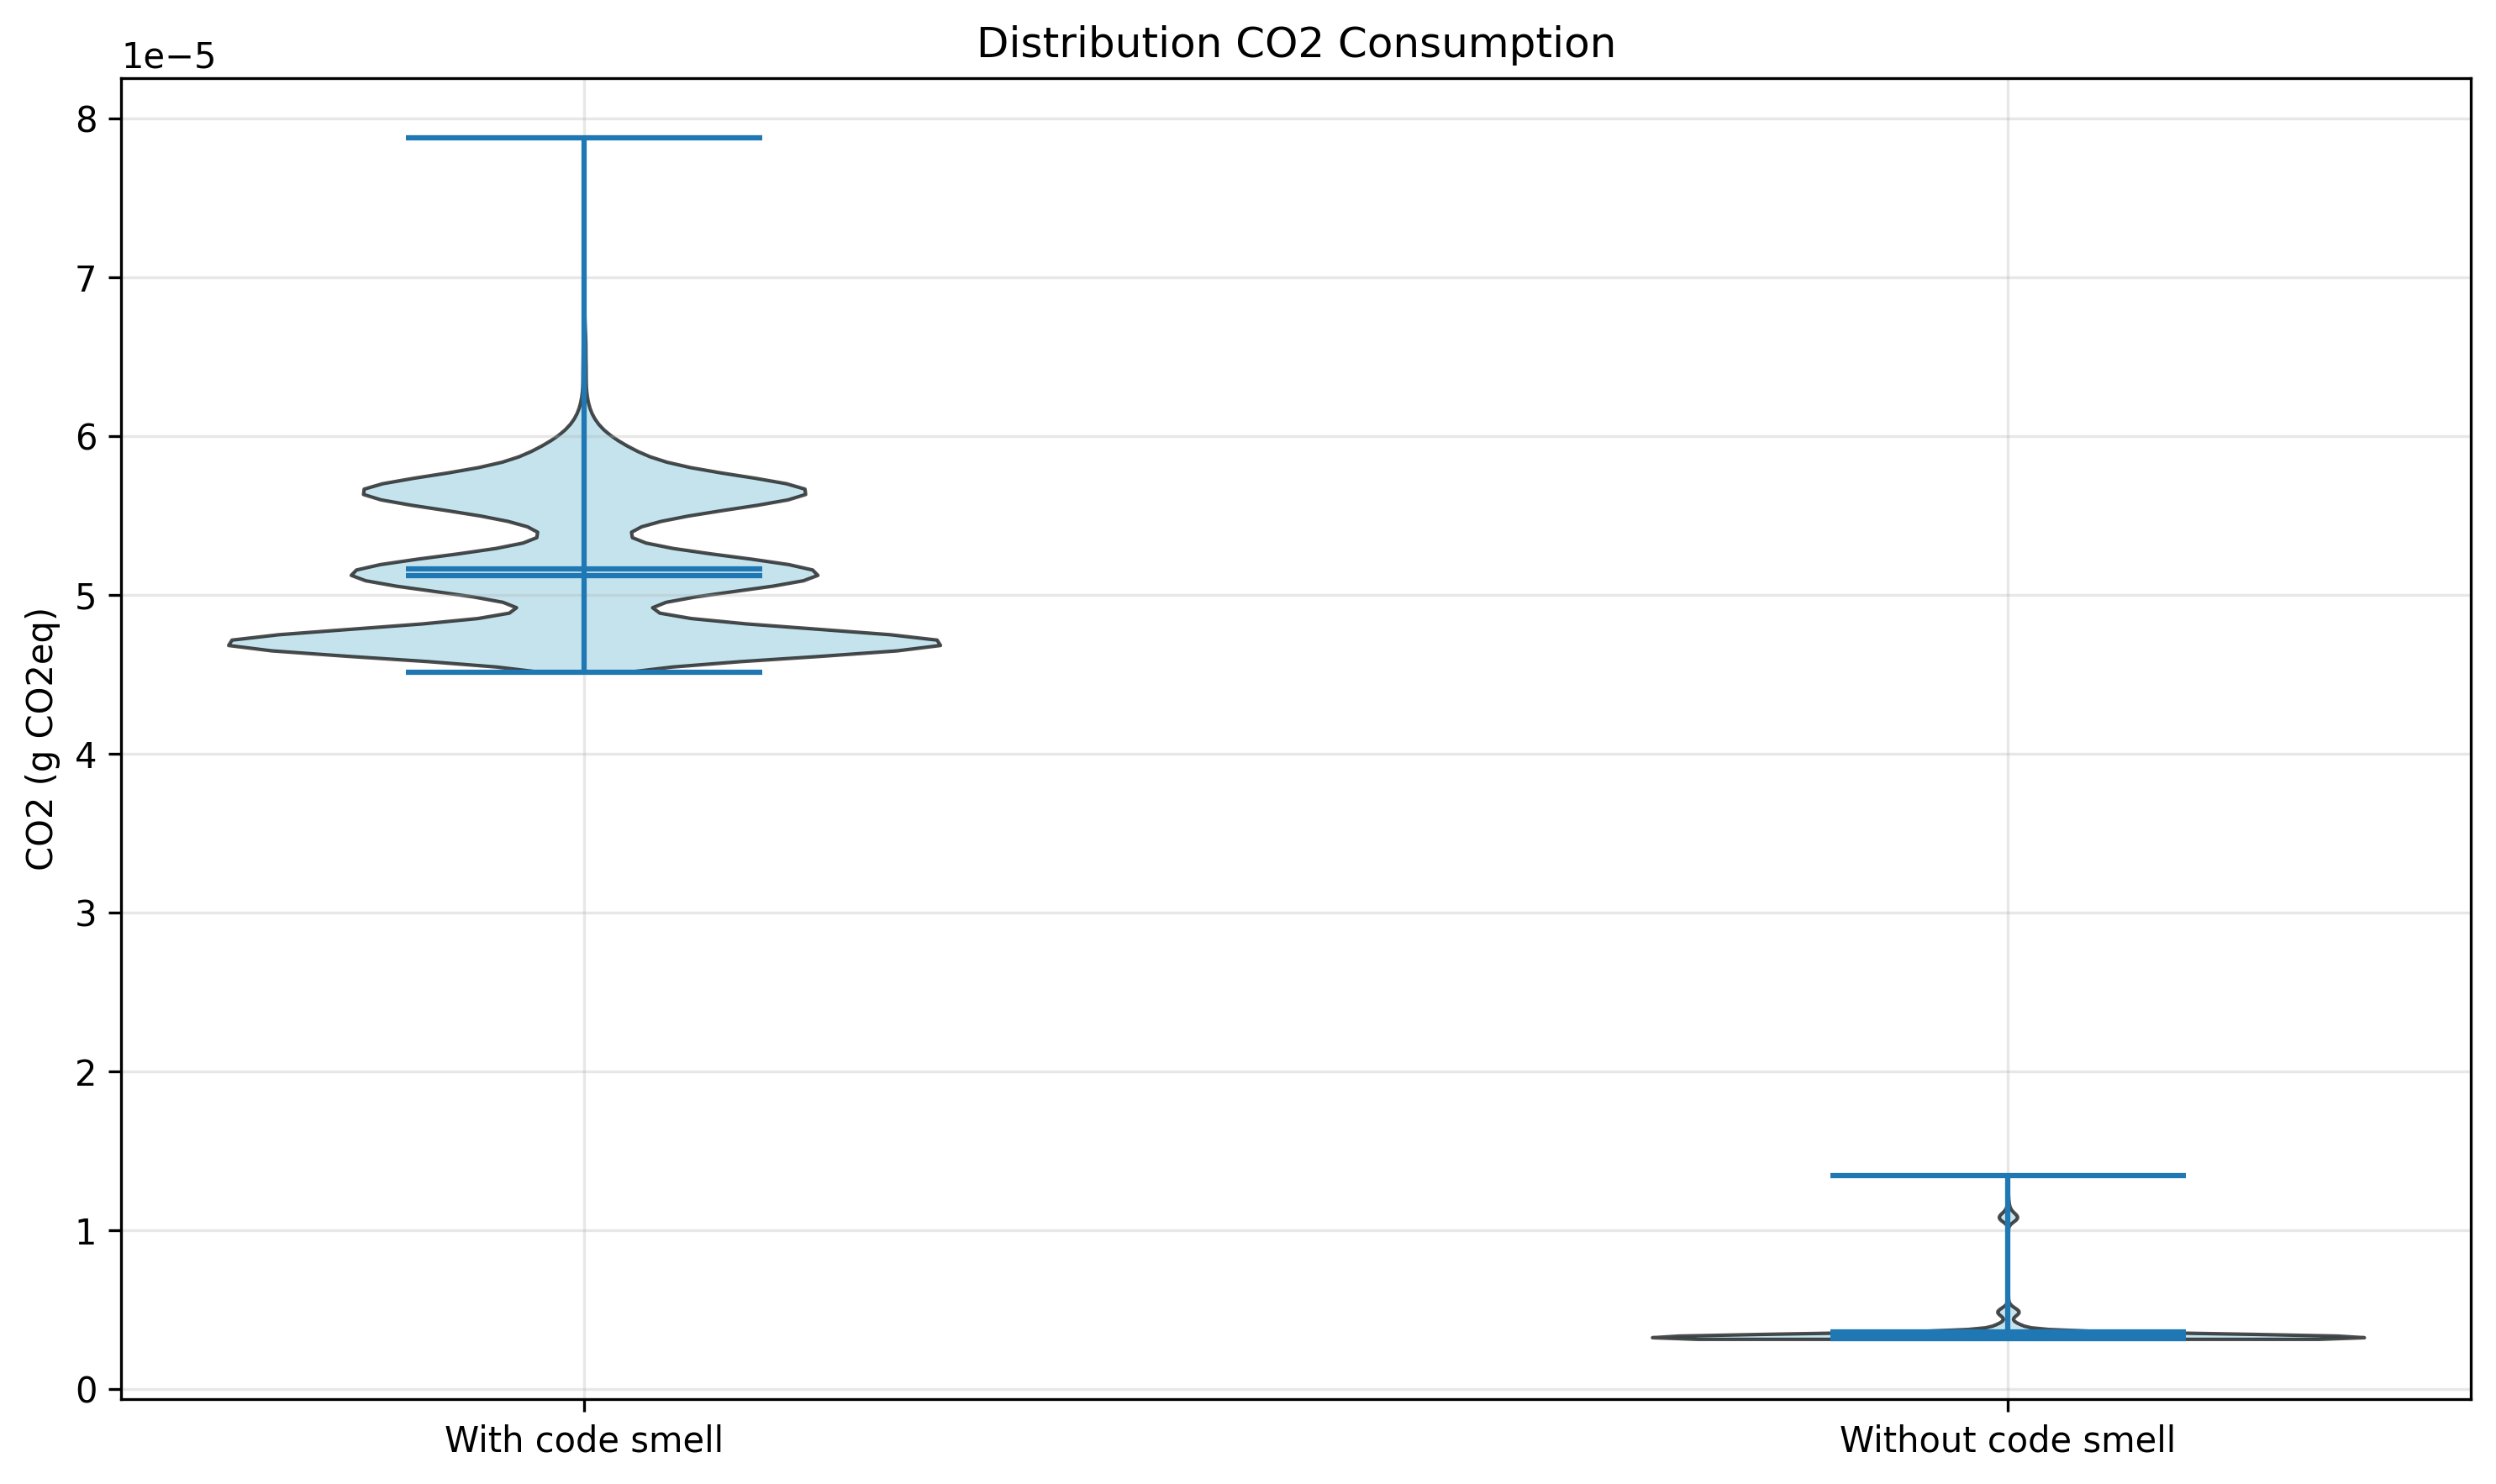 Distribution CO2 Consumption
1e−5
8
7
6
5
4
3
2
1
0
CO2 (g CO2eq)
With code smell
Without code smell